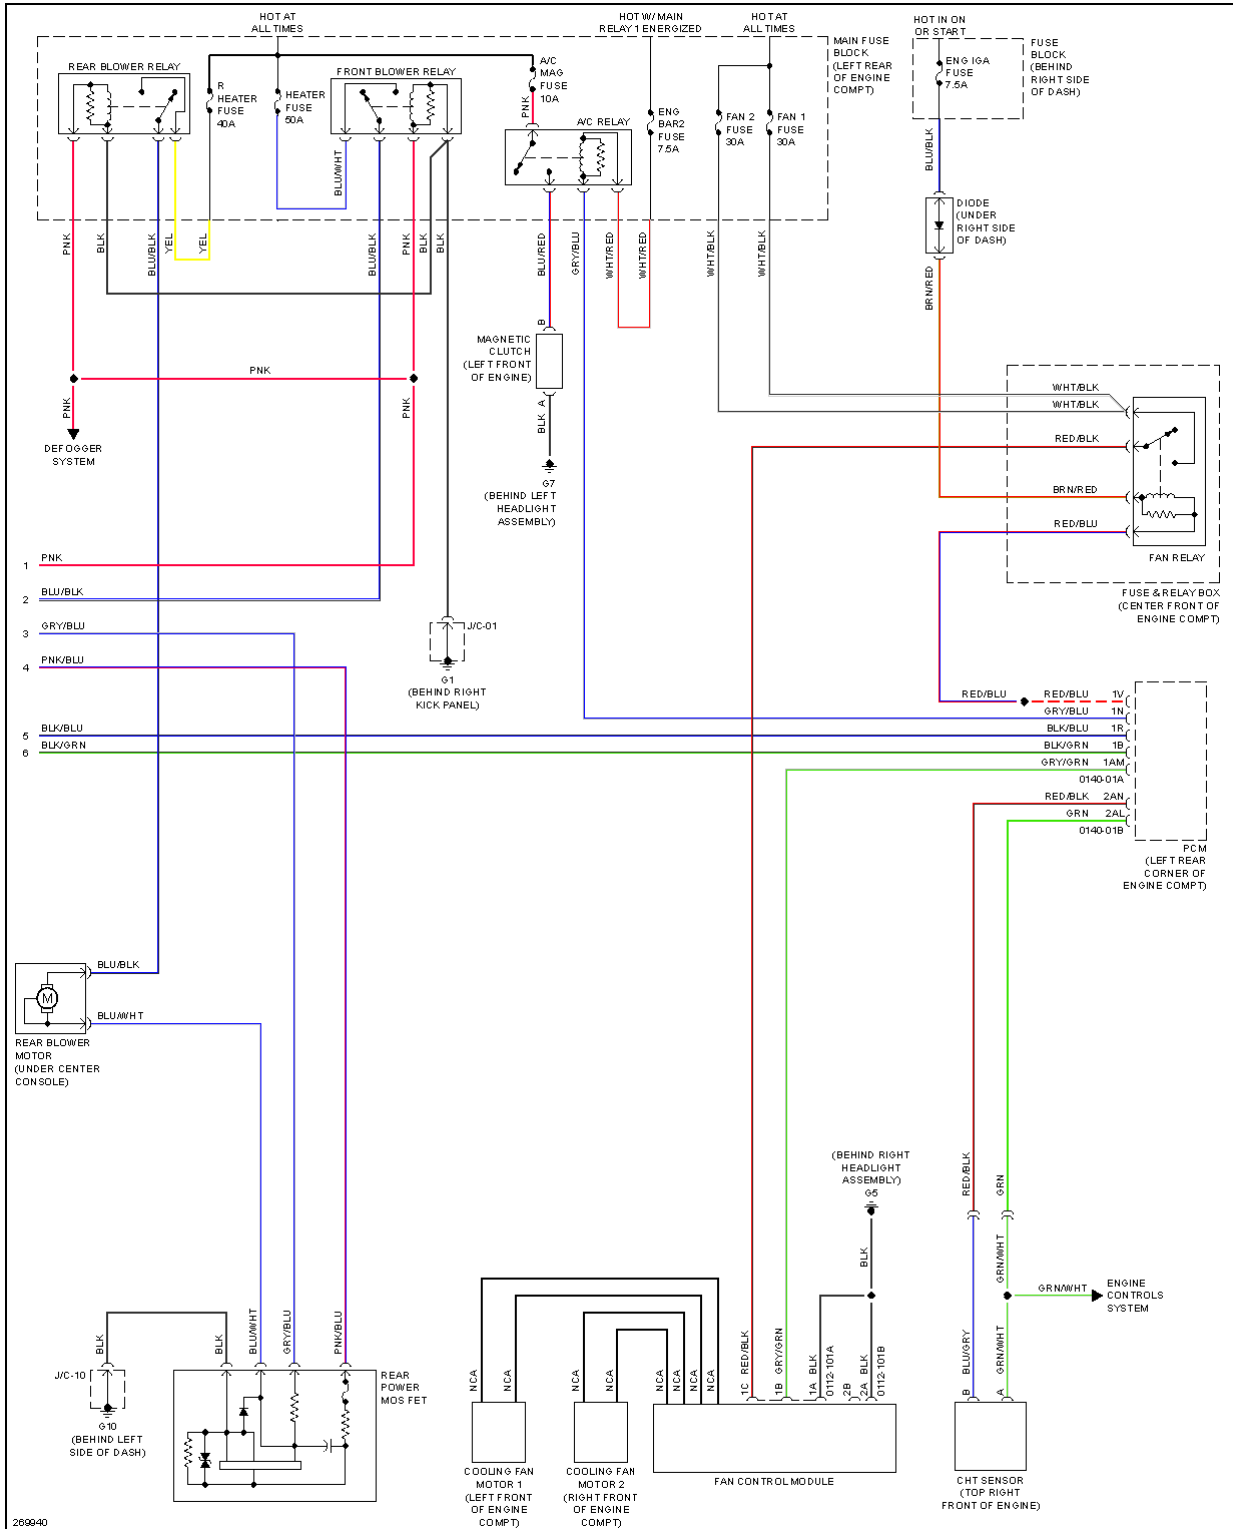 HOT AT
ALL TIMES
HOT W/ MAIN
RELAY 1 ENERGIZED
HOT AT
ALL TIMES
HOT IN ON
OR START
REAR BLOWER RELAY
R
HEATER
FUSE
40A
HEATER
FUSE
50A
FRONT BLOWER RELAY
A/C
MAG
FUSE
10A
PNK
A/C RELAY
ENG
BAR2
FUSE
7.5A
FAN 2
FUSE
30A
FAN 1
FUSE
30A
MAIN FUSE
BLOCK
(LEFT REAR
OF ENGINE
COMPT)
ENG IGA
FUSE
7.5A
FUSE
BLOCK
(BEHIND
RIGHT SIDE
OF DASH)
BLU/WHT
BLU/BLK
DIODE
(UNDER
RIGHT SIDE
OF DASH)
PNK
BLK
BLU/BLK
YEL
YEL
BLU/BLK
PNK
BLK
BLK
BLU/RED
GRY/BLU
WHT/RED
WHT/RED
WHT/BLK
WHT/BLK
BRN/RED
B
MAGNETIC
CLUTCH
(LEFT FRONT
OF ENGINE)
A
BLK
G7
(BEHIND LEFT
HEADLIGHT
ASSEMBLY)
PNK
PNK
PNK
DEFOGGER
SYSTEM
WHT/BLK
WHT/BLK
RED/BLK
BRN/RED
RED/BLU
FAN RELAY
FUSE & RELAY BOX
(CENTER FRONT OF
ENGINE COMPT)
1 PNK
2 BLU/BLK
3 GRY/BLU
4 PNK/BLU
5 BLK/BLU
6 BLK/GRN
J/C-01
G1
(BEHIND RIGHT
KICK PANEL)
RED/BLU RED/BLU 1V
GRY/BLU 1N
BLK/BLU 1R
BLK/GRN 1B
GRY/GRN 1AM
0140-01A
RED/BLK 2AN
GRN 2AL
0140-01B
PCM
(LEFT REAR
CORNER OF
ENGINE COMPT)
BLU/BLK
M
BLU/WHT
REAR BLOWER
MOTOR
(UNDER CENTER
CONSOLE)
(BEHIND RIGHT
HEADLIGHT
ASSEMBLY)
G5
BLK
RED/BLK
GRN
GRN/WHT
GRN/WHT
ENGINE
CONTROLS
SYSTEM
BLK
J/C-10
G10
(BEHIND LEFT
SIDE OF DASH)
BLK
BLU/WHT
GRY/BLU
PNK/BLU
REAR
POWER
MOS FET
NCA
NCA
NCA
NCA
NCA
NCA
NCA
NCA
1C RED/BLK
1B GRY/GRN
1A BLK
0112-101A
2B
2A BLK
0112-101B
B BLU/GRY
A GRN/WHT
COOLING FAN
MOTOR 1
(LEFT FRONT
OF ENGINE
COMPT)
COOLING FAN
MOTOR 2
(RIGHT FRONT
OF ENGINE
COMPT)
FAN CONTROL MODULE
CHT SENSOR
(TOP RIGHT
FRONT OF ENGINE)
269940